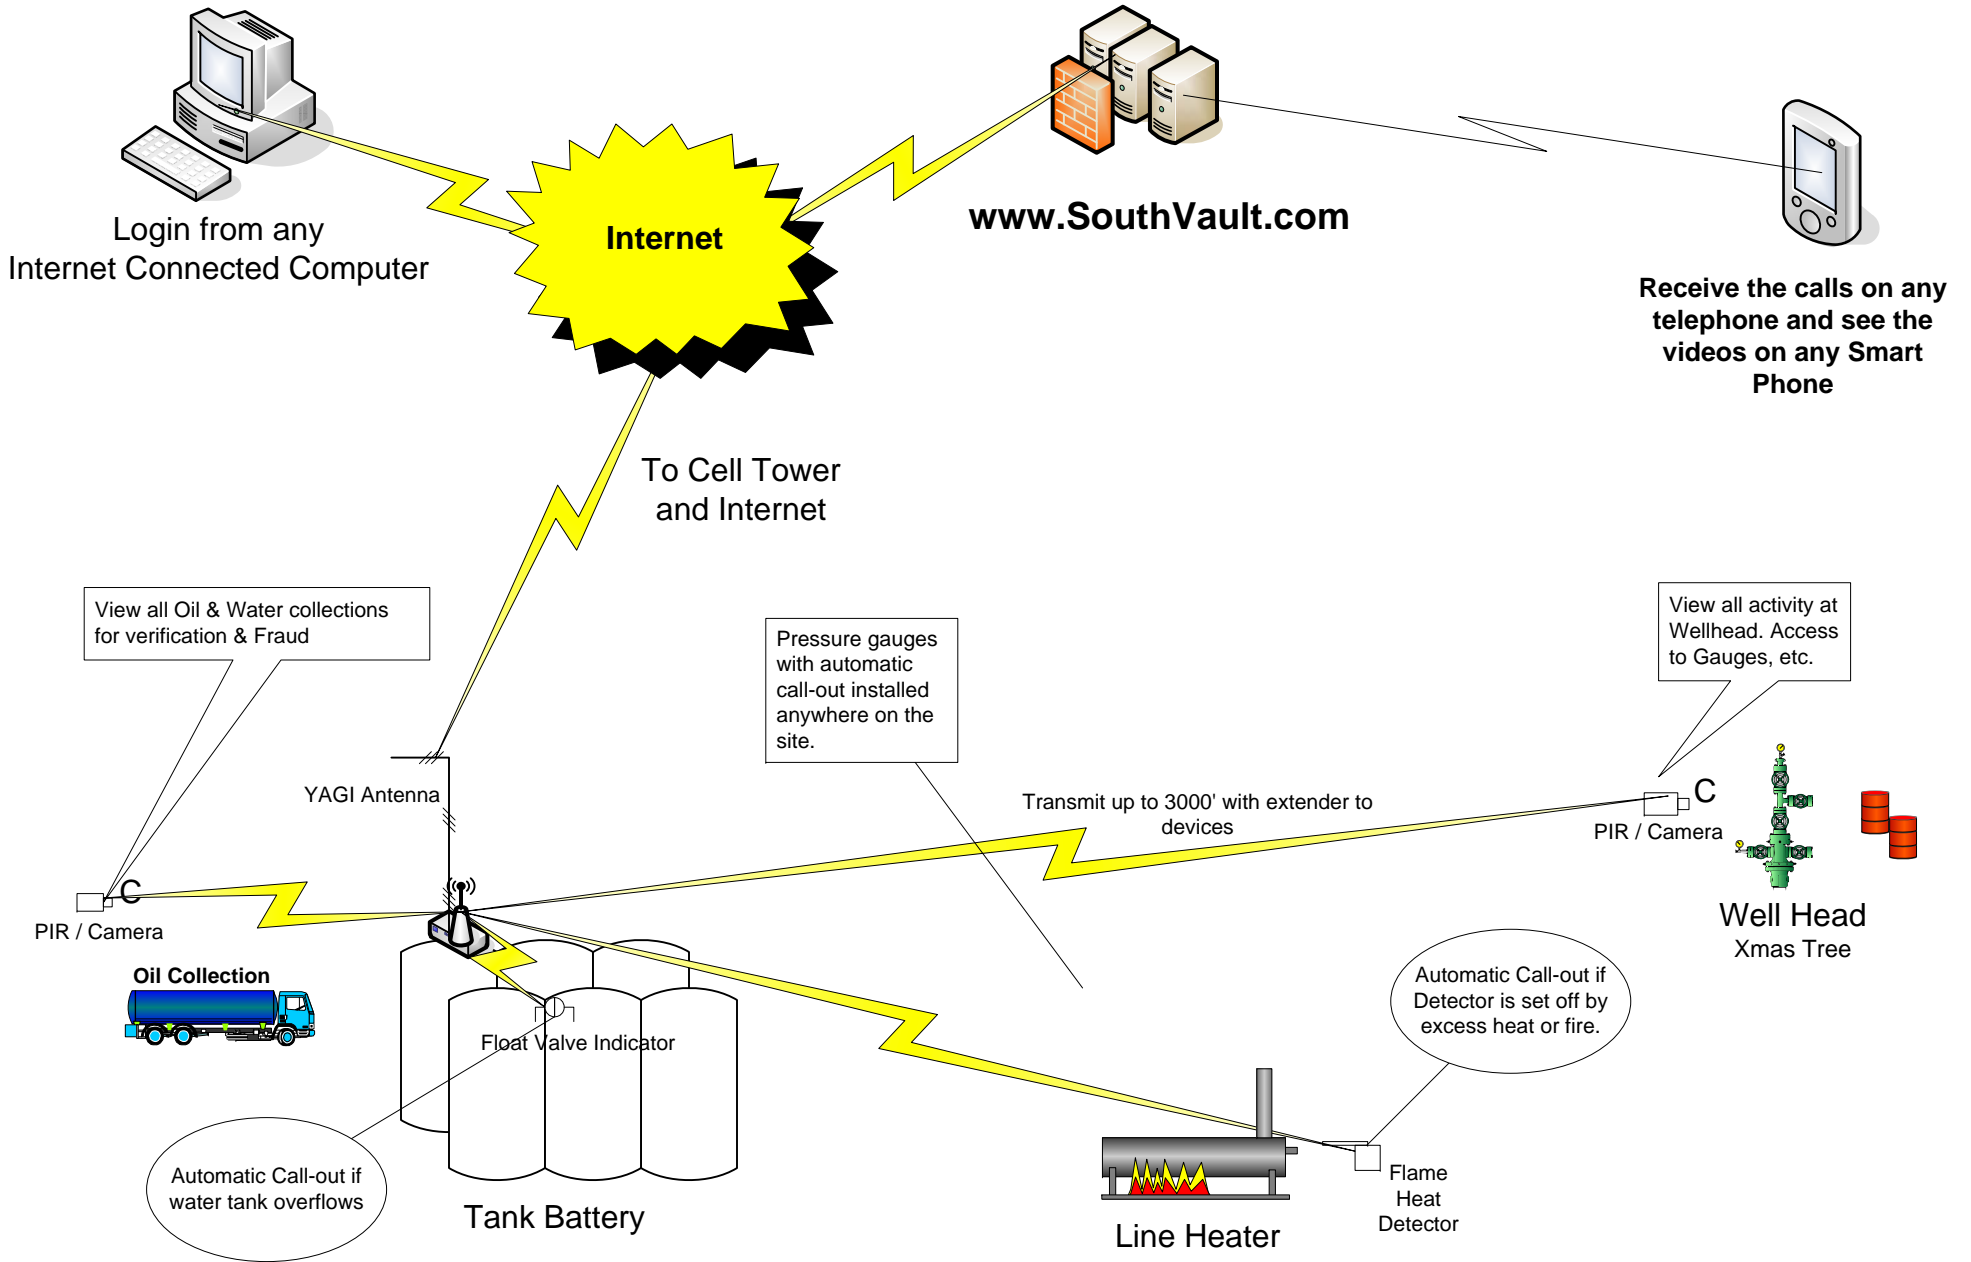 Login from any
Internet Connected Computer
Internet
www.SouthVault.com
Receive the calls on any
telephone and see the
videos on any Smart
Phone
To Cell Tower
and Internet
View all Oil & Water collections
for verification & Fraud
Pressure gauges
with automatic
call-out installed
anywhere on the
site.
View all activity at
Wellhead. Access
to Gauges, etc.
YAGI Antenna
Transmit up to 3000' with extender to
devices
C
PIR / Camera
C
PIR / Camera
Well Head
Xmas Tree
Oil Collection
Float Valve Indicator
Automatic Call-out if
Detector is set off by
excess heat or fire.
Automatic Call-out if
water tank overflows
Tank Battery
Line Heater
Flame
Heat
Detector